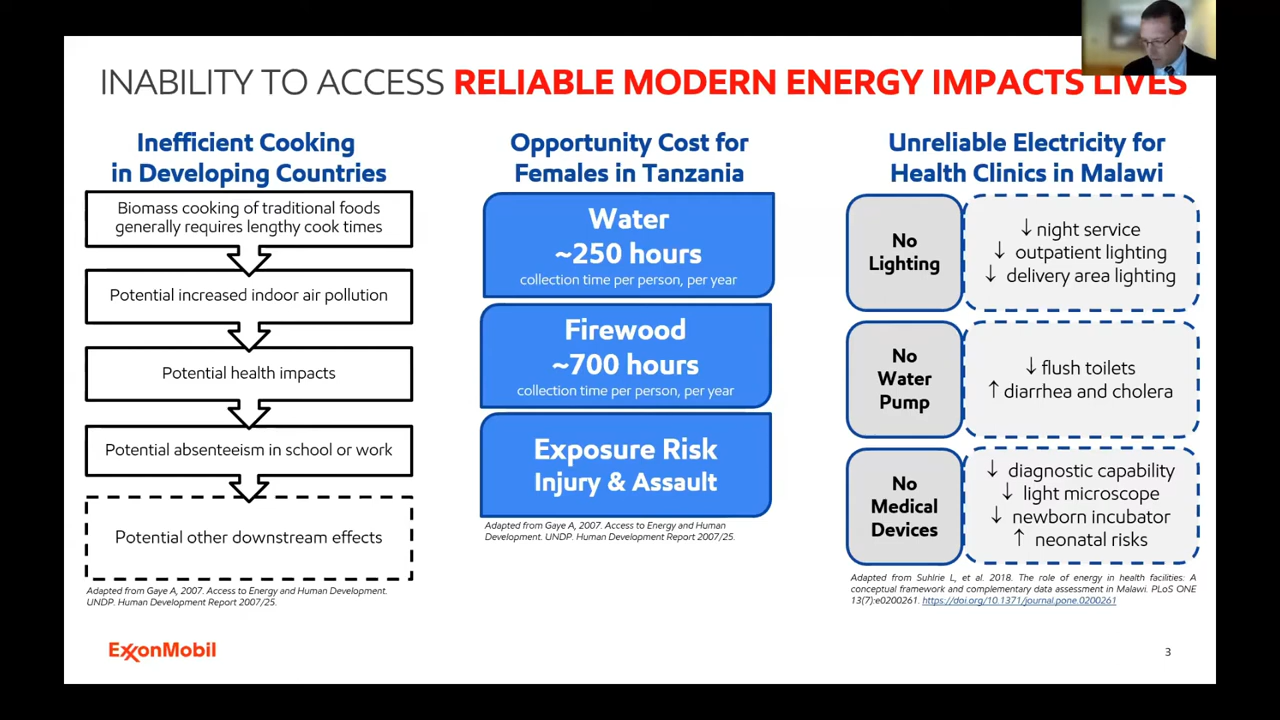 INABILITY TO ACCESS RELIABLE MODERN ENERGY IMPACTS LIVES
Inefficient Cooking
in Developing Countries
Biomass cooking of traditional foods
generally requires lengthy cook times
Potential increased indoor air pollution
Potential health impacts
Potential absenteeism in school or work
Potential other downstream effects
Adapted from Gaye A, 2007. Access to Energy and Human Development.
UNDP. Human Development Report 2007/25.
Opportunity Cost for
Females in Tanzania
Water
~250 hours
collection time per person, per year
Firewood
~700 hours
collection time per person, per year
Exposure Risk
Injury & Assault
Adapted from Gaye A, 2007. Access to Energy and Human
Development. UNDP. Human Development Report 2007/25.
Unreliable Electricity for
Health Clinics in Malawi
No
Lighting
↓ night service
↓ outpatient lighting
↓ delivery area lighting
No
Water
Pump
↓ flush toilets
↑ diarrhea and cholera
No
Medical
Devices
↓ diagnostic capability
↓ light microscope
↓ newborn incubator
↑ neonatal risks
Adapted from Suhlrie L, et al. 2018. The role of energy in health facilities: A
conceptual framework and complementary data assessment in Malawi. PLoS ONE
13(7):e0200261. https://doi.org/10.1371/journal.pone.0200261
ExxonMobil
3